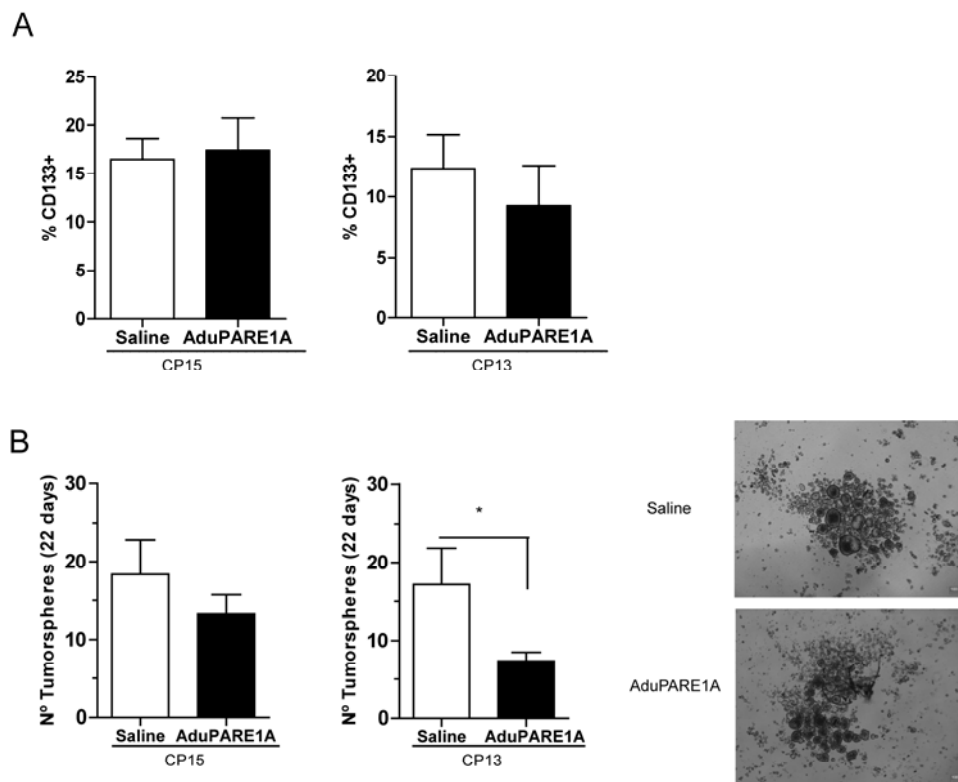 A
% CD133+
25
20
15
10
5
0
Saline AduPARE1A
CP15
% CD133+
20
15
10
5
0
Saline AduPARE1A
CP13
B
Nº Tumorspheres (22 days)
30
20
10
0
Saline AduPARE1A
CP15
Nº Tumorspheres (22 days)
30
20
10
0
*
Saline AduPARE1A
CP13
Saline
AduPARE1A